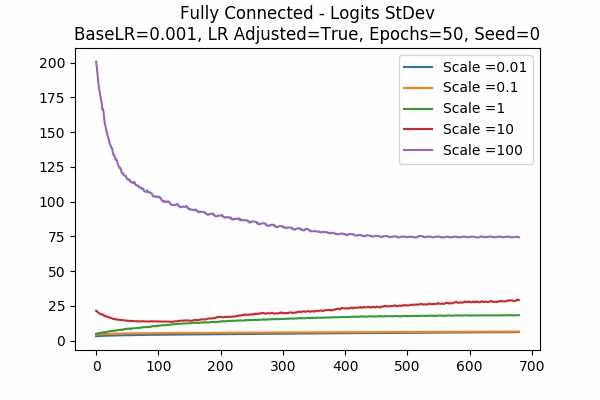 Fully Connected - Logits StDev
BaseLR=0.001, LR Adjusted=True, Epochs=50, Seed=0
200
175
150
125
100
75
50
25
0
Scale =0.01
Scale =0.1
Scale =1
Scale =10
Scale =100
0
100
200
300
400
500
600
700